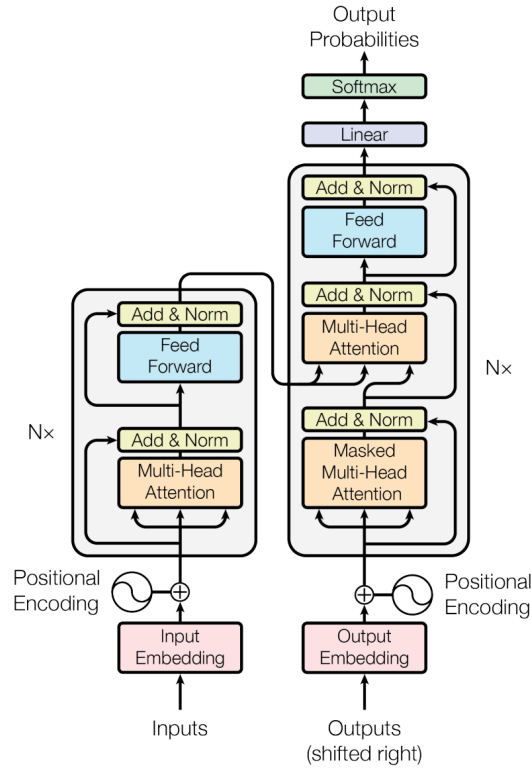 Output
Probabilities
Softmax
Linear
Add & Norm
Feed
Forward
Add & Norm
Multi-Head
Attention
Add & Norm
Masked
Multi-Head
Attention
N×
Add & Norm
Feed
Forward
Add & Norm
Multi-Head
Attention
N×
Positional
Encoding
Positional
Encoding
Input
Embedding
Output
Embedding
Inputs
Outputs
(shifted right)